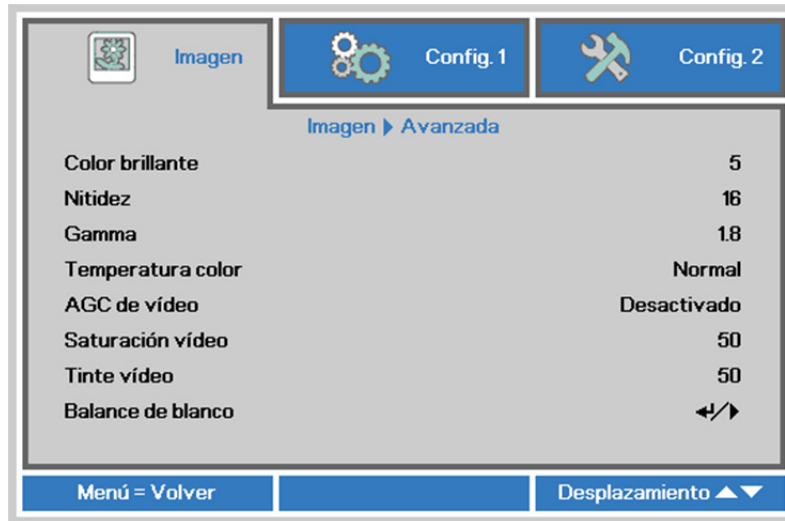 Imagen Config. 1 Config. 2
Imagen ▶ Avanzada
Color brillante 5
Nitidez 16
Gamma 1.8
Temperatura color Normal
AGC de vídeo Desactivado
Saturación vídeo 50
Tinte vídeo 50
Balance de blanco ↵/▶
Menú = Volver Desplazamiento ▲▼